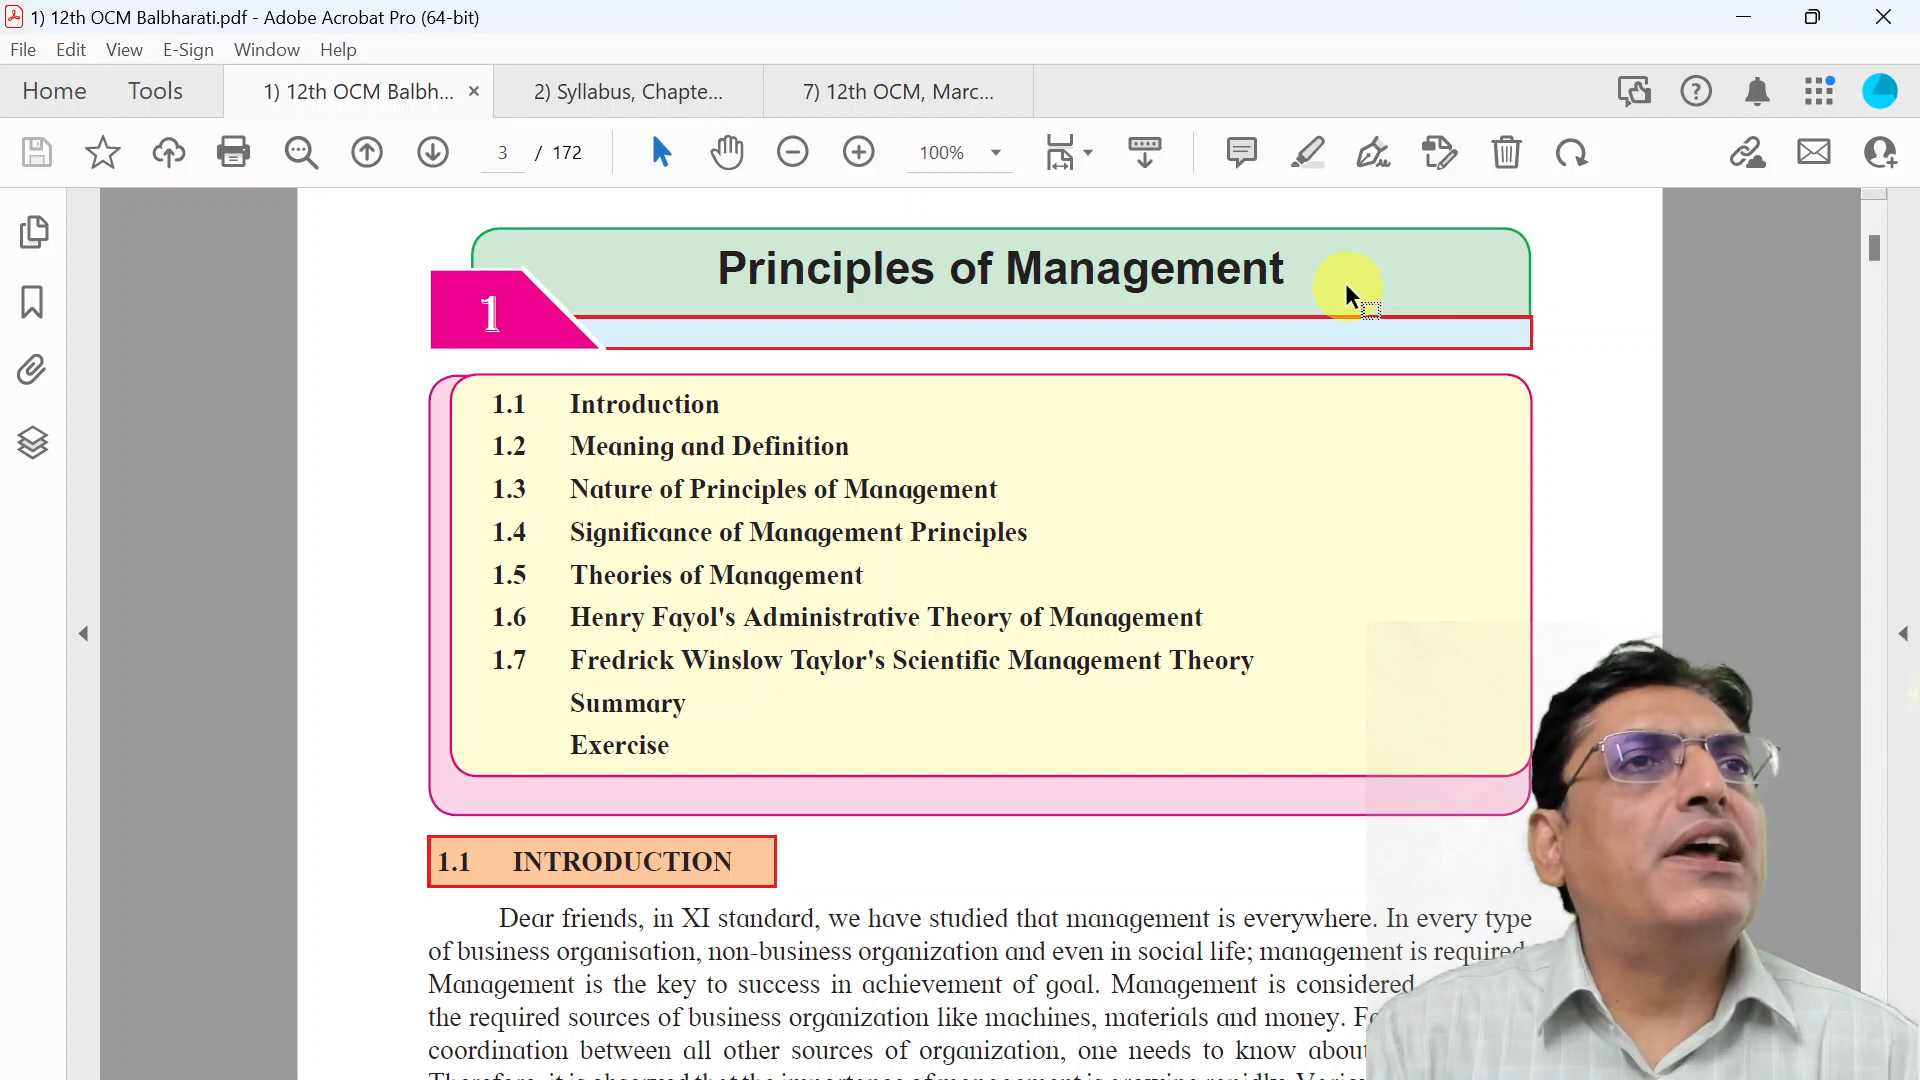 1) 12th OCM Balbharati.pdf - Adobe Acrobat Pro (64-bit)
File Edit View E-Sign Window Help
Home Tools 1) 12th OCM Balbh... 2) Syllabus, Chapte... 7) 12th OCM, Marc...
3 / 172 100%
Principles of Management
1
1.1 Introduction
1.2 Meaning and Definition
1.3 Nature of Principles of Management
1.4 Significance of Management Principles
1.5 Theories of Management
1.6 Henry Fayol's Administrative Theory of Management
1.7 Fredrick Winslow Taylor's Scientific Management Theory
Summary
Exercise
1.1 INTRODUCTION
Dear friends, in XI standard, we have studied that management is everywhere. In every type
of business organisation, non-business organization and even in social life; management is required
Management is the key to success in achievement of goal. Management is considered
the required sources of business organization like machines, materials and money.
coordination between all other sources of organization, one needs to know about